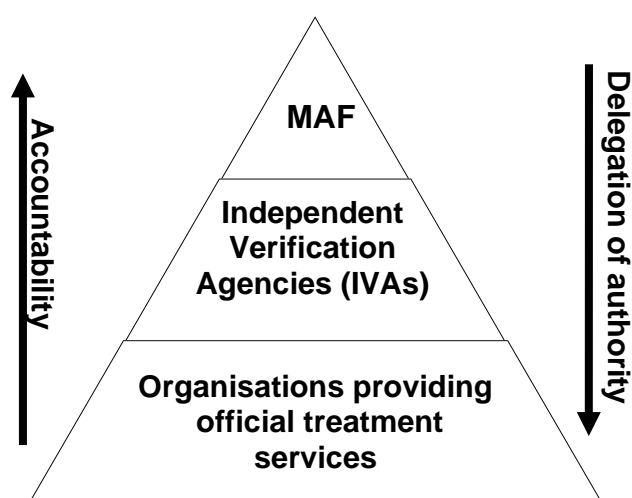 MAF
Independent
Verification
Agencies (IVAs)
Organisations providing
official treatment
services
Accountability
Delegation of authority